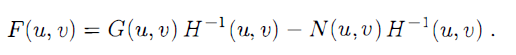 F(u, v) = G(u, v) H⁻¹(u, v) − N(u, v) H⁻¹(u, v) .